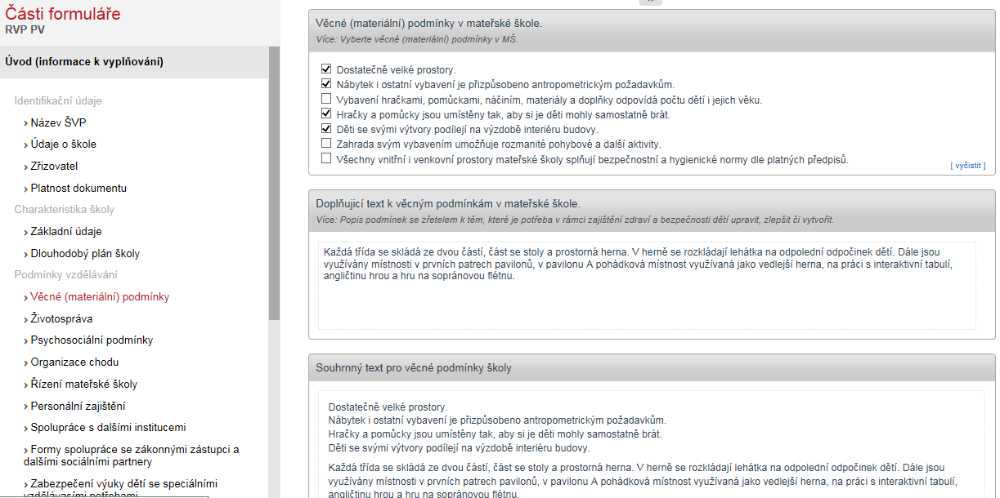 Části formuláře
RVP PV
Úvod (informace k vyplňování)
Identifikační údaje
Název ŠVP
Údaje o škole
Zřizovatel
Platnost dokumentu
Charakteristika školy
Základní údaje
Dlouhodobý plán školy
Podmínky vzdělávání
Věcné (materiální) podmínky
Životospráva
Psychosociální podmínky
Organizace chodu
Řízení mateřské školy
Personální zajištění
Spolupráce s dalšími institucemi
Formy spolupráce se zákonnými zástupci a
dalšími sociálními partnery
Zabezpečení výuky dětí se speciálními
vzdělávacími potřebami
Věcné (materiální) podmínky v mateřské škole.
Více: Vyberte věcné (materiální) podmínky v MŠ.
Dostatečně velké prostory.
Nábytek i ostatní vybavení je přizpůsobeno antropometrickým požadavkům.
Vybavení hračkami, pomůckami, náčiním, materiály a doplňky odpovídá počtu dětí i jejich věku.
Hračky a pomůcky jsou umístěny tak, aby si je děti mohly samostatně brát.
Děti se svými výtvory podílejí na výzdobě interiéru budovy.
Zahrada svým vybavením umožňuje rozmanité pohybové a další aktivity.
Všechny vnitřní i venkovní prostory mateřské školy splňují bezpečnostní a hygienické normy dle platných předpisů.
[ vyčistit ]
Doplňujicí text k věcným podmínkám v mateřské škole.
Více: Popis podmínek se zřetelem k těm, které je potřeba v rámci zajištění zdraví a bezpečnosti dětí upravit, zlepšit či vytvořit.
Každá třída se skládá ze dvou částí, část se stoly a prostorná herna. V herně se rozkládají lehátka na odpolední odpočinek dětí. Dále jsou
využívány místnosti v prvních patrech pavilonů, v pavilonu A pohádková místnost využívaná jako vedlejší herna, na práci s interaktivní tabulí,
angličtinu hrou a hru na sopránovou flétnu.
Souhrnný text pro věcné podmínky školy
Dostatečně velké prostory.
Nábytek i ostatní vybavení je přizpůsobeno antropometrickým požadavkům.
Hračky a pomůcky jsou umístěny tak, aby si je děti mohly samostatně brát.
Děti se svými výtvory podílejí na výzdobě interiéru budovy.
Každá třída se skládá ze dvou částí, část se stoly a prostorná herna. V herně se rozkládají lehátka na odpolední odpočinek dětí. Dále jsou
využívány místnosti v prvních patrech pavilonů, v pavilonu A pohádková místnost využívaná jako vedlejší herna, na práci s interaktivní tabulí,
angličtinu hrou a hru na sopránovou flétnu.